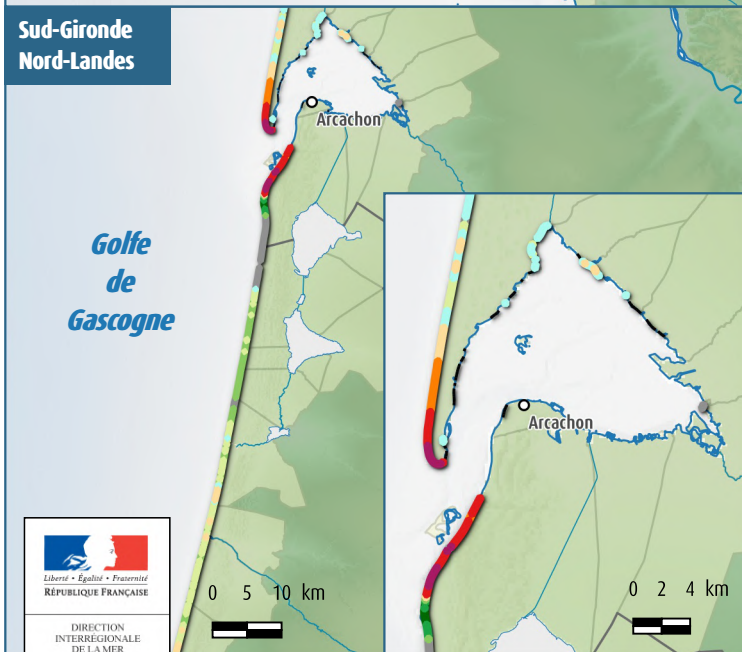 Sud-Gironde
Nord-Landes
Arcachon
Golfe
de
Gascogne
Arcachon
0 5 10 km
0 2 4 km
Liberté • Égalité • Fraternité
RÉPUBLIQUE FRANÇAISE
DIRECTION
INTERRÉGIONALE
DE LA MER